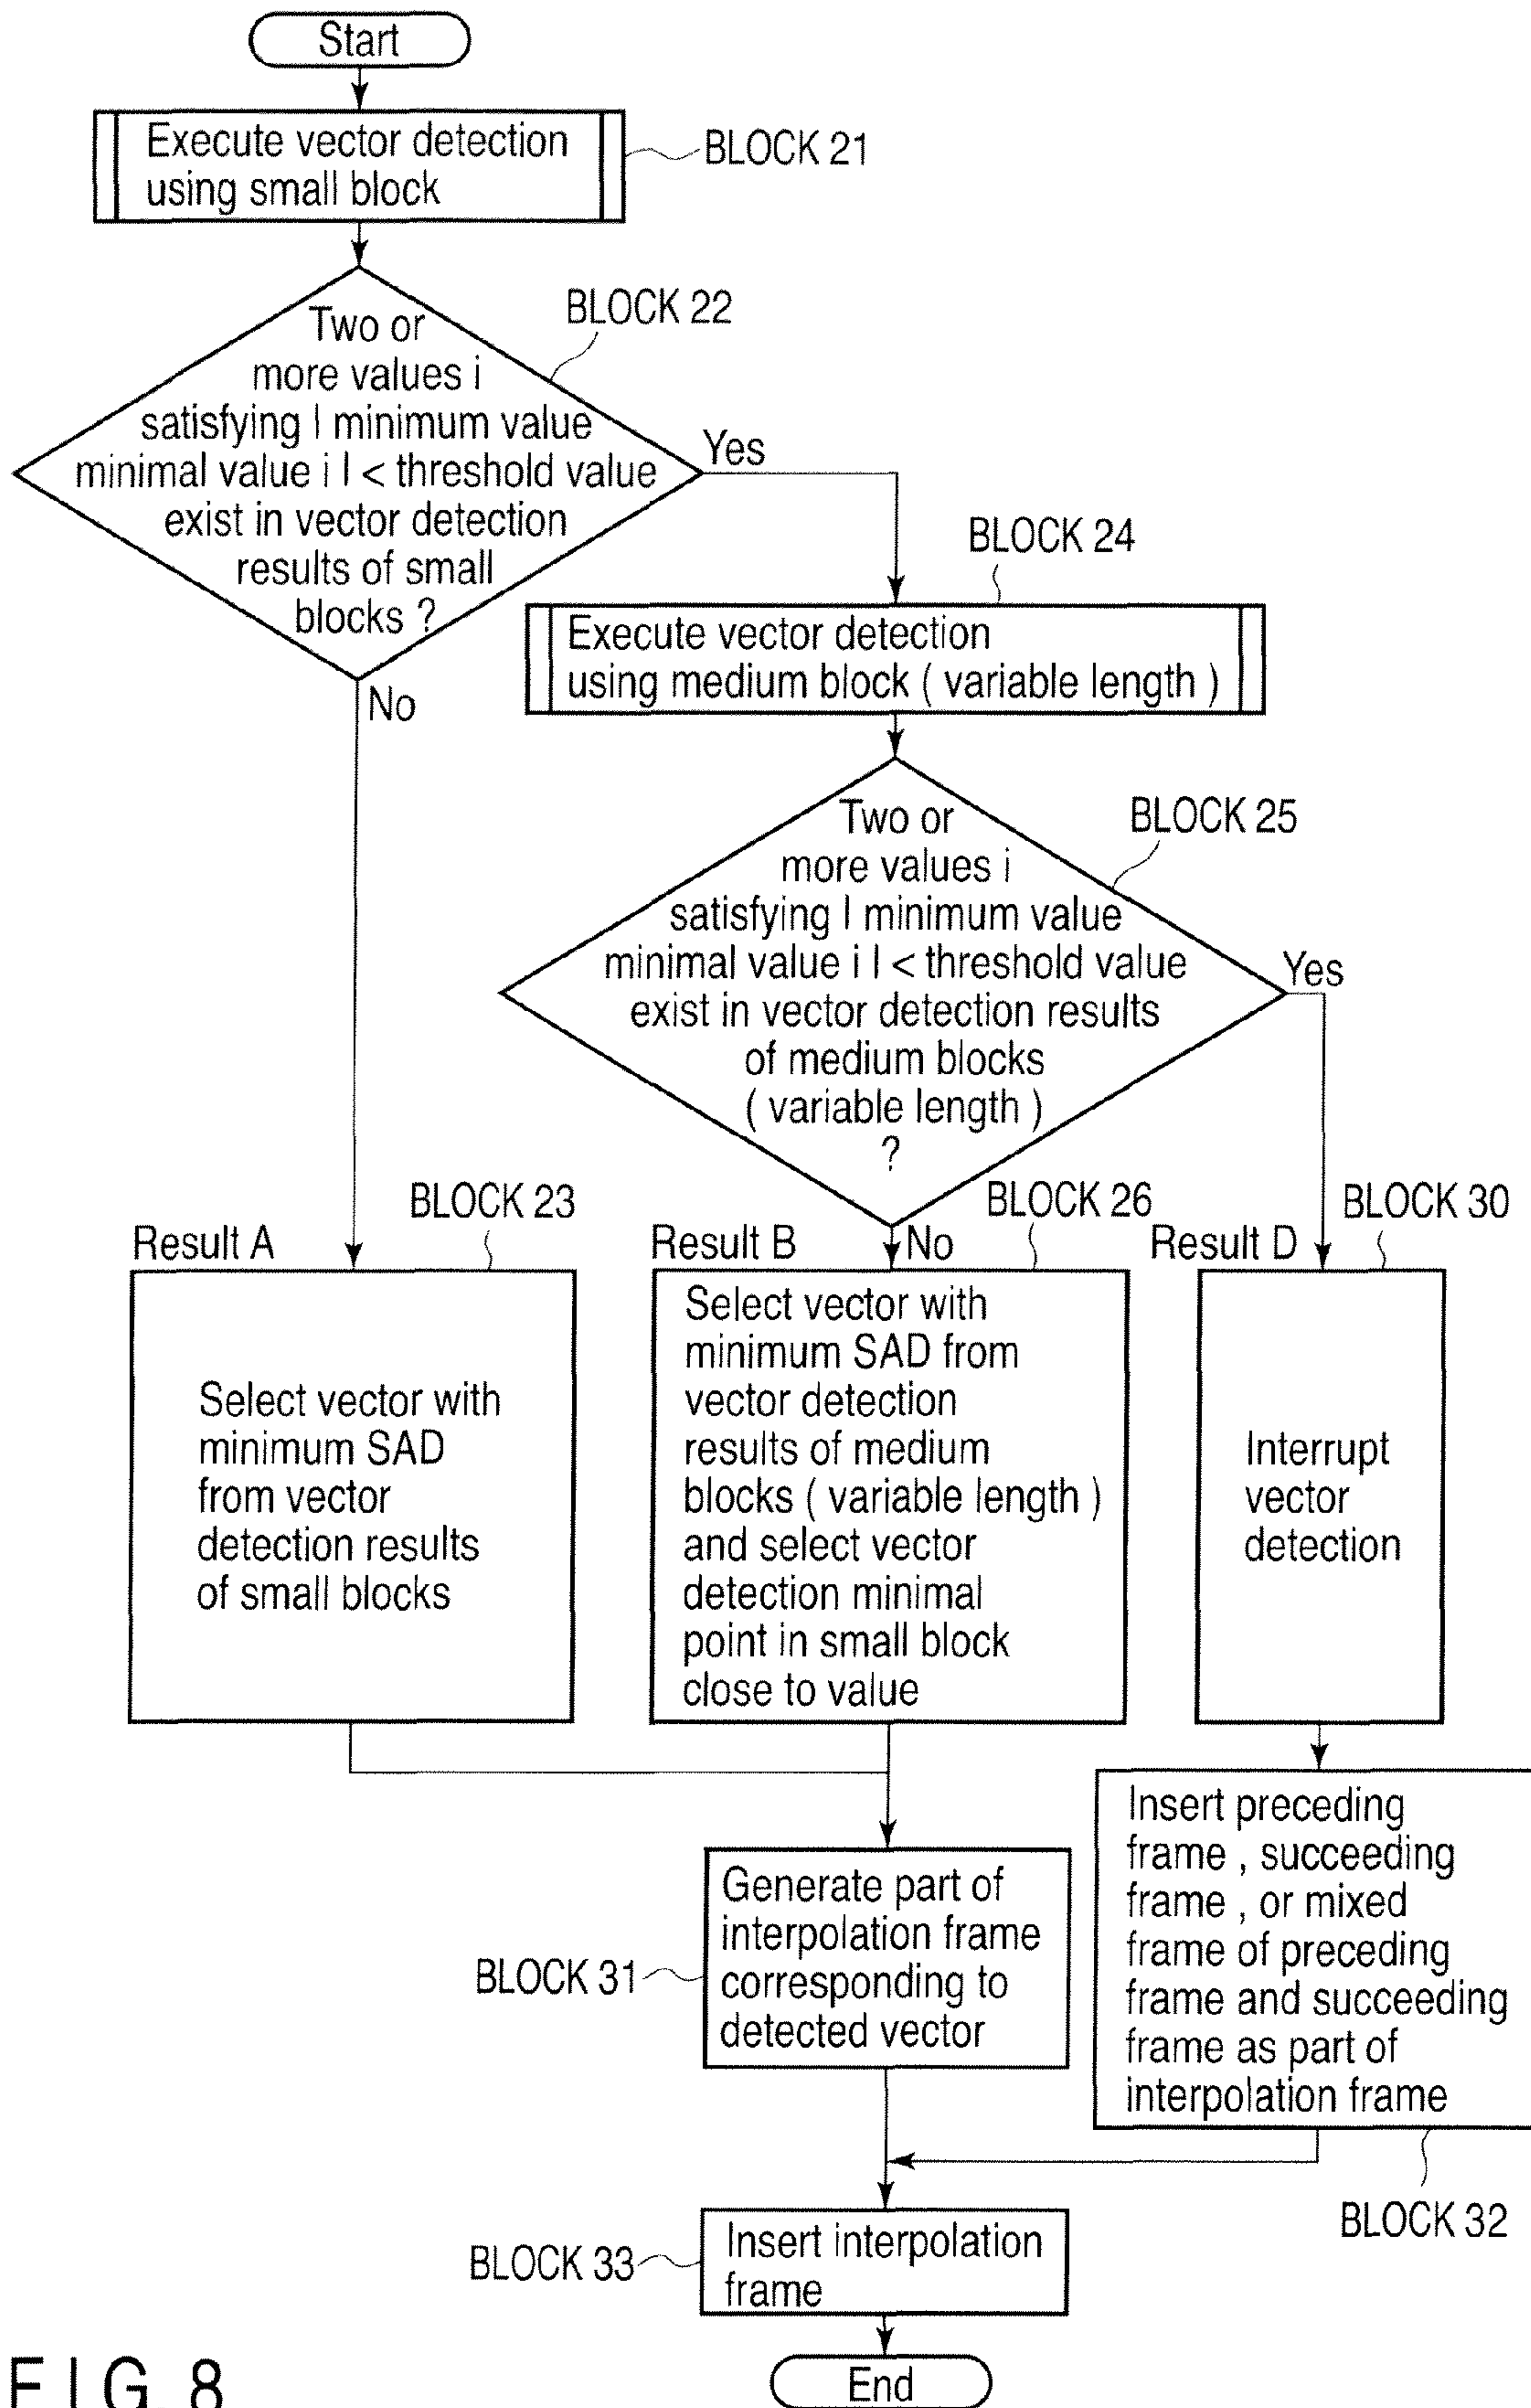 Start
Execute vector detection
using small block
BLOCK 21
BLOCK 22
Two or
more values i
satisfying | minimum value
minimal value i | < threshold value
exist in vector detection
results of small
blocks ?
Yes
No
BLOCK 24
Execute vector detection
using medium block ( variable length )
BLOCK 25
Two or
more values i
satisfying | minimum value
minimal value i | < threshold value
exist in vector detection results
of medium blocks
( variable length )
?
Yes
No
Result A
BLOCK 23
Select vector with
minimum SAD
from vector
detection results
of small blocks
Result B
BLOCK 26
Select vector with
minimum SAD from
vector detection
results of medium
blocks ( variable length )
and select vector
detection minimal
point in small block
close to value
Result D
BLOCK 30
Interrupt
vector
detection
BLOCK 31
Generate part of
interpolation frame
corresponding to
detected vector
Insert preceding
frame , succeeding
frame , or mixed
frame of preceding
frame and succeeding
frame as part of
interpolation frame
BLOCK 32
BLOCK 33
Insert interpolation
frame
End
FIG. 8